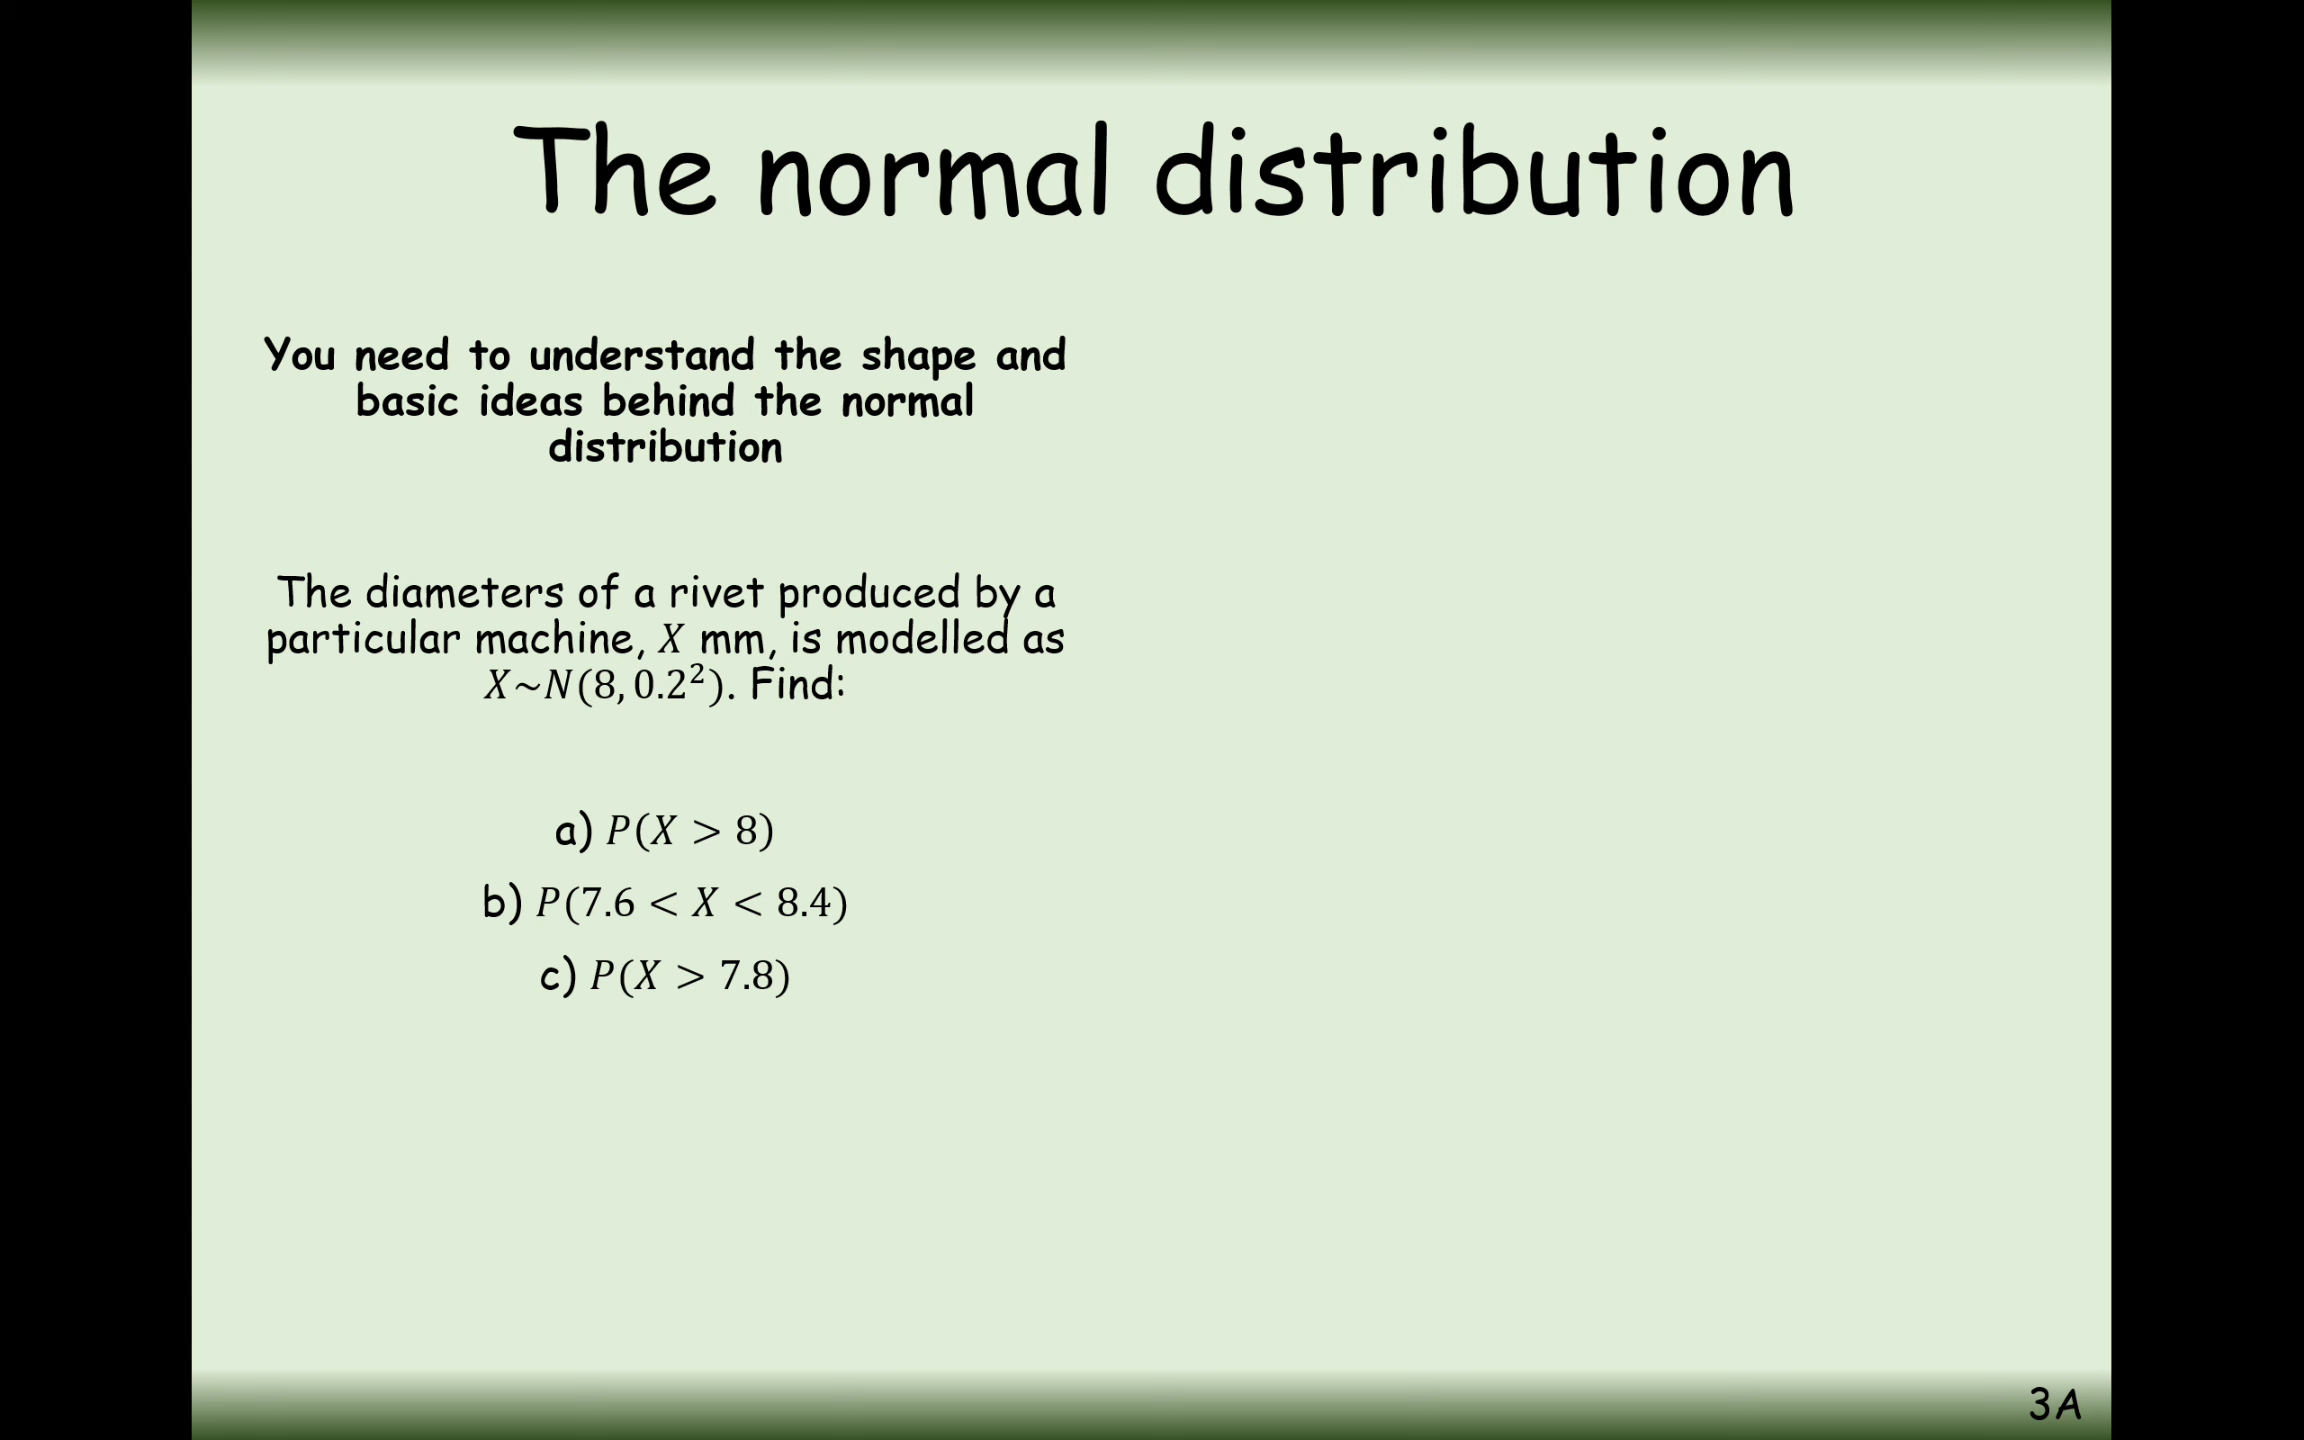 The normal distribution
You need to understand the shape and
basic ideas behind the normal
distribution
The diameters of a rivet produced by a
particular machine, X mm, is modelled as
X~N(8, 0.2²). Find:
a) P(X > 8)
b) P(7.6 < X < 8.4)
c) P(X > 7.8)
3A